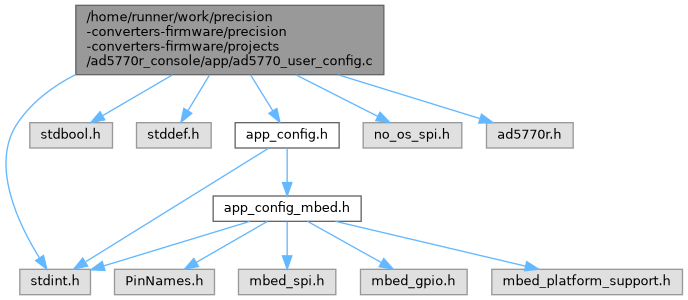 /home/runner/work/precision
-converters-firmware/precision
-converters-firmware/projects
/ad5770r_console/app/ad5770_user_config.c
stdbool.h
stddef.h
app_config.h
no_os_spi.h
ad5770r.h
app_config_mbed.h
stdint.h
PinNames.h
mbed_spi.h
mbed_gpio.h
mbed_platform_support.h